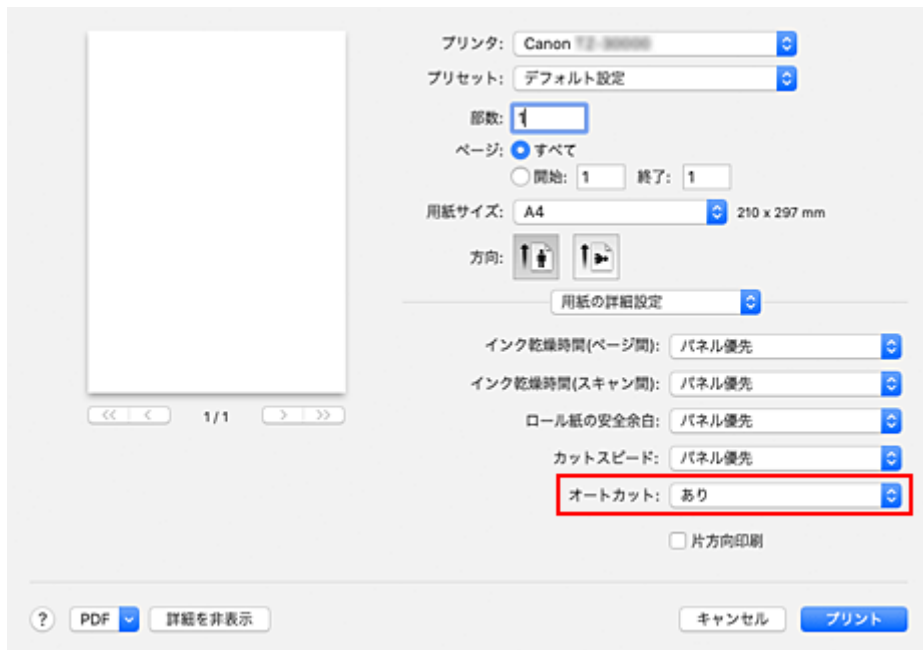 プリンタ: Canon
プリセット: デフォルト設定
部数: 1
ページ: すべて
開始: 1 終了: 1
用紙サイズ: A4 210 x 297 mm
方向:
用紙の詳細設定
インク乾燥時間(ページ間): パネル優先
インク乾燥時間(スキャン間): パネル優先
ロール紙の安全余白: パネル優先
カットスピード: パネル優先
オートカット: あり
片方向印刷
<< < 1/1 > >>
? PDF 詳細を非表示 キャンセル プリント